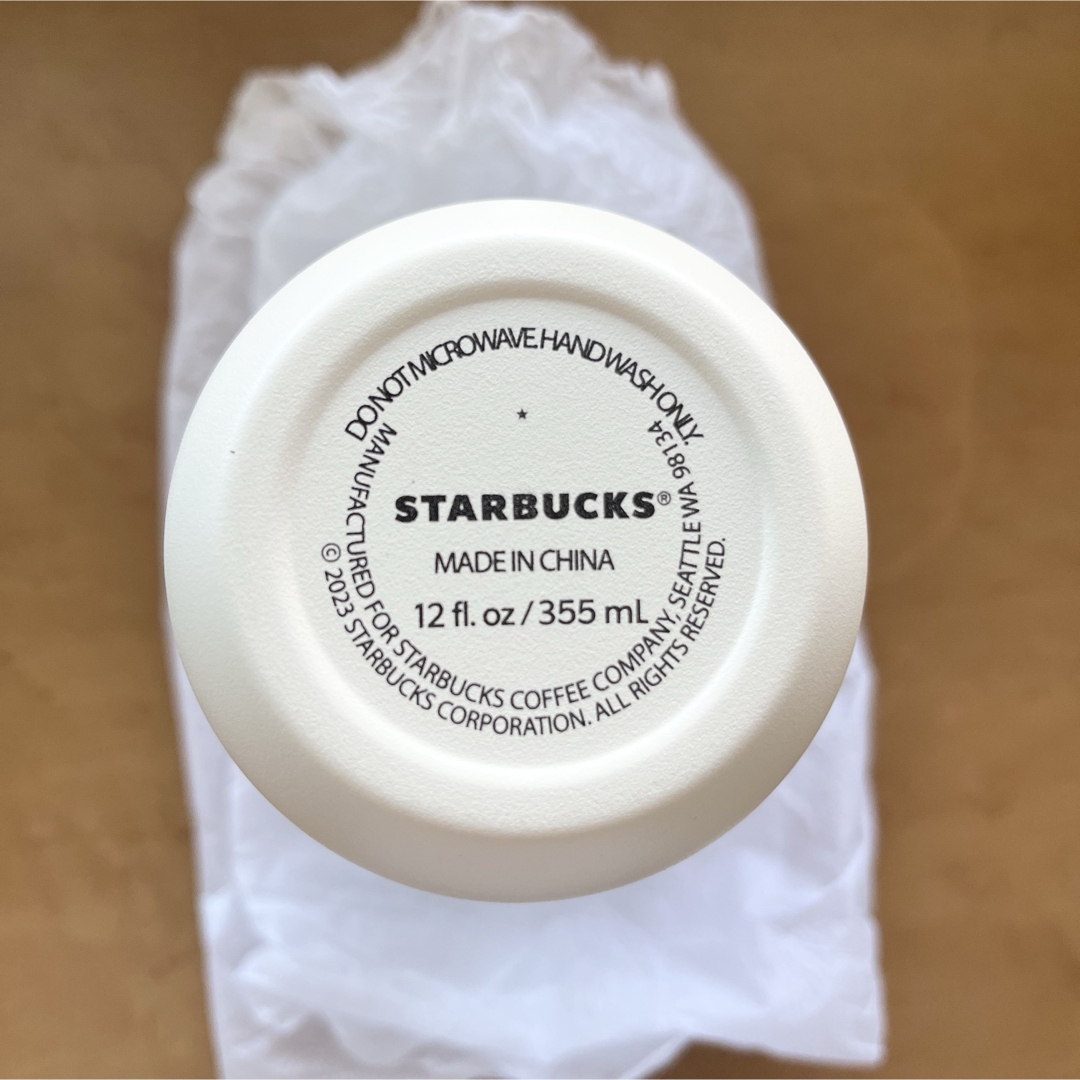 DO NOT MICROWAVE. HAND WASH ONLY.
STARBUCKS®
MADE IN CHINA
12 fl. oz / 355 mL
MANUFACTURED FOR STARBUCKS COFFEE COMPANY, SEATTLE WA 98134
© 2023 STARBUCKS CORPORATION. ALL RIGHTS RESERVED.